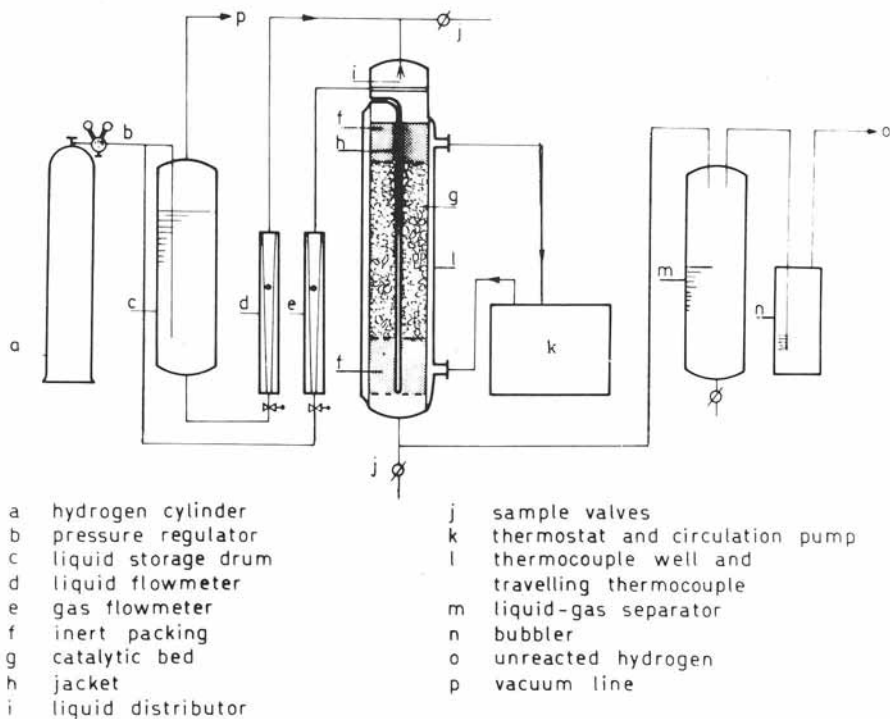 p
j
i
b
f
o
h
g
l
m
c
d
e
n
k
a
f
j
a hydrogen cylinder
b pressure regulator
c liquid storage drum
d liquid flowmeter
e gas flowmeter
f inert packing
g catalytic bed
h jacket
i liquid distributor
j sample valves
k thermostat and circulation pump
l thermocouple well and
travelling thermocouple
m liquid-gas separator
n bubbler
o unreacted hydrogen
p vacuum line